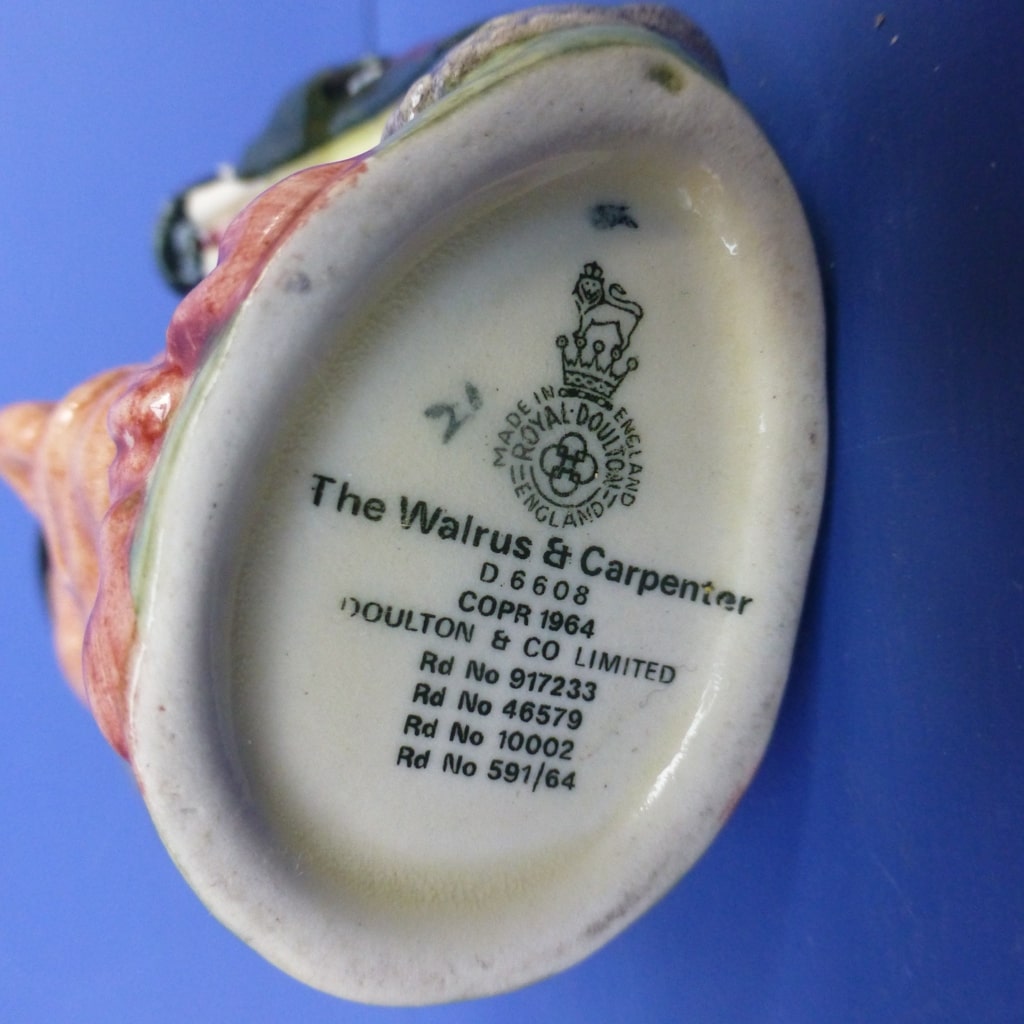 21
MADE IN ENGLAND
ROYAL·DOULTON
ENGLAND
The Walrus & Carpenter
D.6608
COPR 1964
DOULTON & CO LIMITED
Rd No 917233
Rd No 46579
Rd No 10002
Rd No 591/64